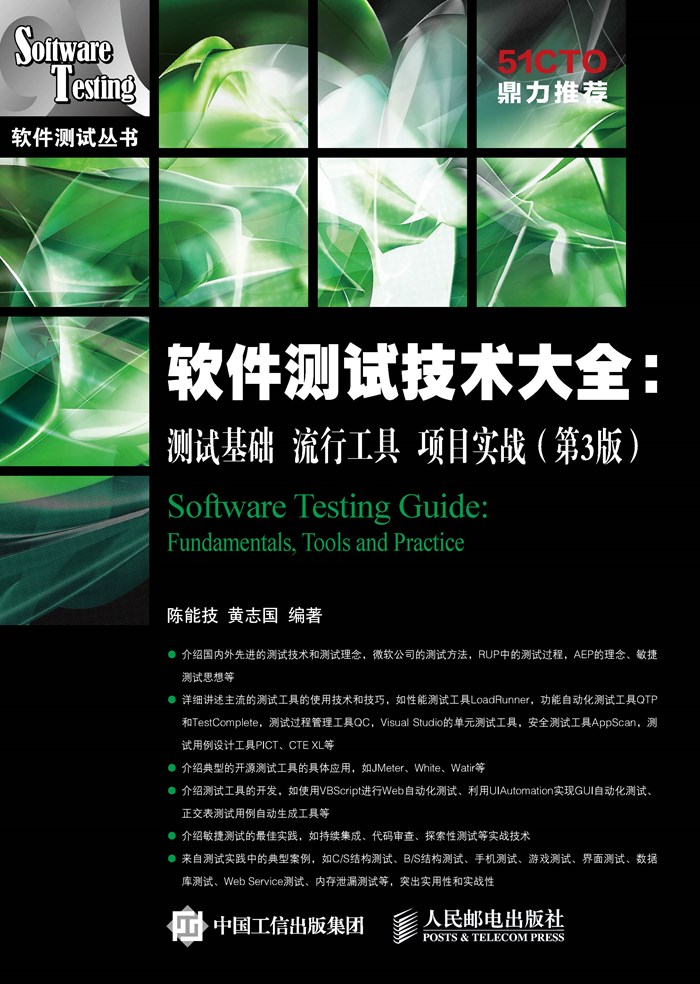 Software
Testing
软件测试丛书
51CTO
鼎力推荐
软件测试技术大全：
测试基础 流行工具 项目实战（第3版）
Software Testing Guide:
Fundamentals, Tools and Practice
陈能技 黄志国 编著
● 介绍国内外先进的测试技术和测试理念，微软公司的测试方法，RUP中的测试过程，AEP的理念、敏捷
测试思想等
● 详细讲述主流的测试工具的使用技术和技巧，如性能测试工具LoadRunner，功能自动化测试工具QTP
和TestComplete，测试过程管理工具QC，Visual Studio的单元测试工具，安全测试工具AppScan，测
试用例设计工具PICT、CTE XL等
● 介绍典型的开源测试工具的具体应用，如JMeter、White、Watir等
● 介绍测试工具的开发，如使用VBScript进行Web自动化测试、利用UIAutomation实现GUI自动化测试、
正交表测试用例自动生成工具等
● 介绍敏捷测试的最佳实践，如持续集成、代码审查、探索性测试等实战技术
● 来自测试实践中的典型案例，如C/S结构测试、B/S结构测试、手机测试、游戏测试、界面测试、数据
库测试、Web Service测试、内存泄漏测试等，突出实用性和实战性
中国工信出版集团
人民邮电出版社
POSTS & TELECOM PRESS